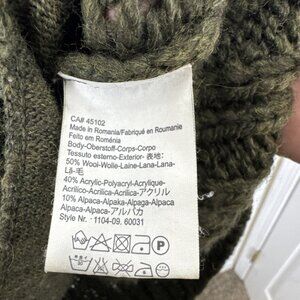 CA# 45102
Made in Romania/Fabriqué en Roumanie
Feito em Roménia
Body-Oberstoff-Corps-Corpo
Tessuto esterno-Exterior-表地:
50% Wool-Wolle-Laine-Lana-Lana-
Lã-毛
40% Acrylic-Polyacryl-Acrylique-
Acrilico-Acrilica-Acrílico-アクリル
10% Alpaca-Alpaka-Alpaga-Alpaca
Alpaca-Alpaca-アルパカ
Style Nr. : 1104-09. 60031